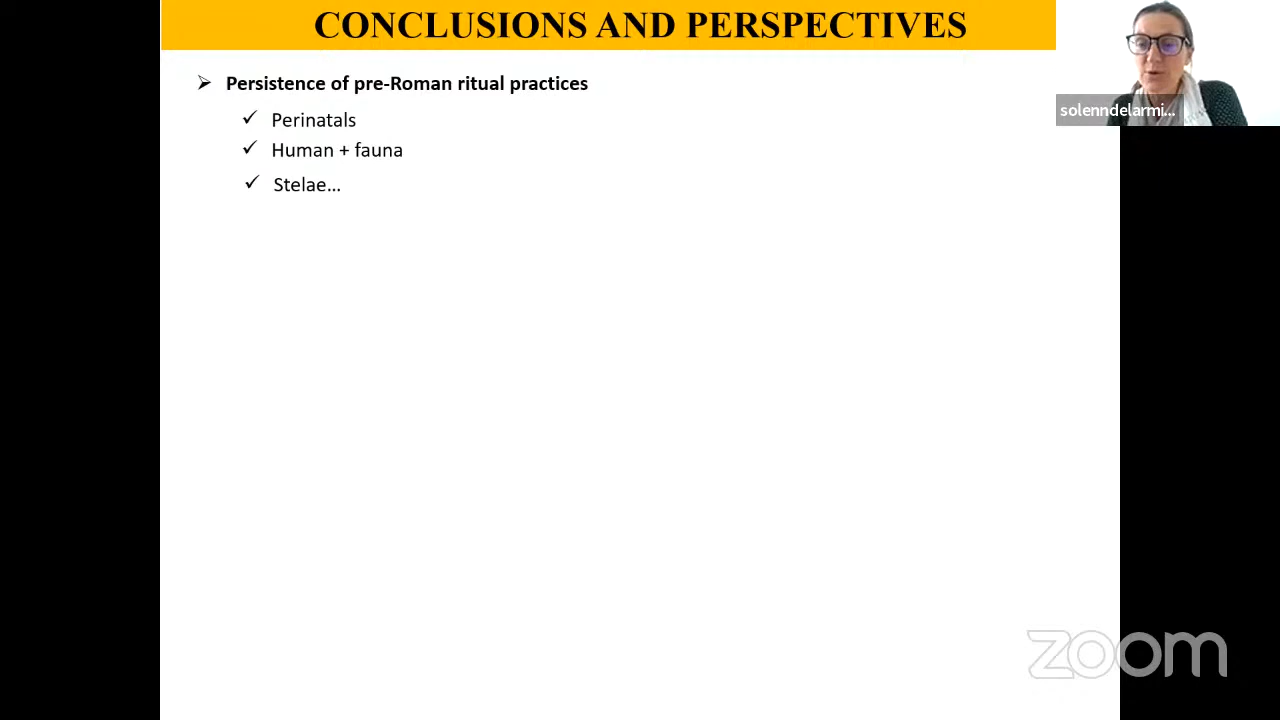 CONCLUSIONS AND PERSPECTIVES
Persistence of pre-Roman ritual practices
Perinatals
Human + fauna
Stelae...
solenndelarmi...
zoom